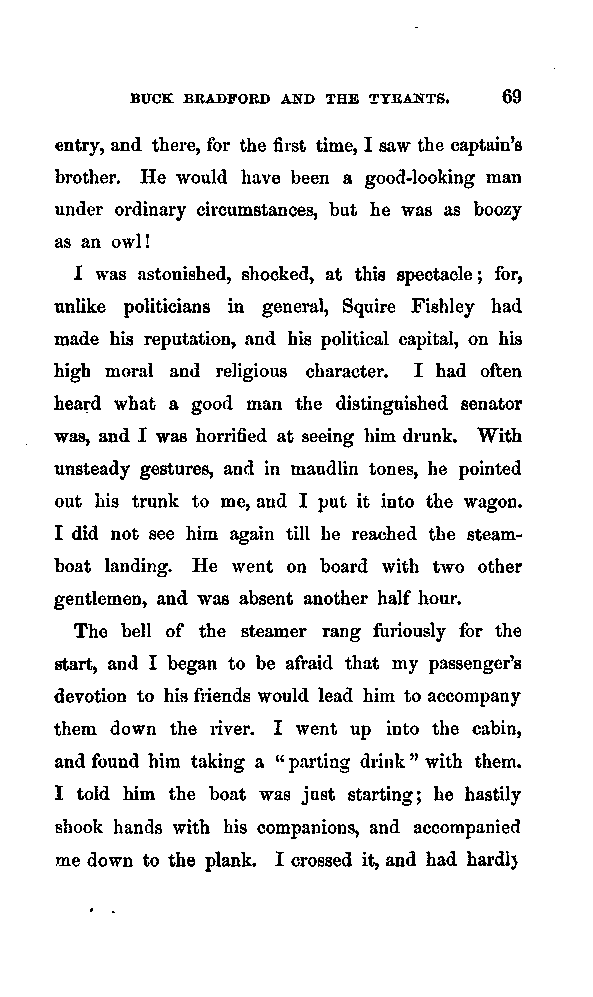 BUCK BRADFORD AND THE TYRANTS. 69
entry, and there, for the first time, I saw the captain's
brother. He would have been a good-looking man
under ordinary circumstances, but he was as boozy
as an owl!
I was astonished, shocked, at this spectacle; for,
unlike politicians in general, Squire Fishley had
made his reputation, and his political capital, on his
high moral and religious character. I had often
heard what a good man the distinguished senator
was, and I was horrified at seeing him drunk. With
unsteady gestures, and in maudlin tones, he pointed
out his trunk to me, and I put it into the wagon.
I did not see him again till he reached the steam-
boat landing. He went on board with two other
gentlemen, and was absent another half hour.
The bell of the steamer rang furiously for the
start, and I began to be afraid that my passenger's
devotion to his friends would lead him to accompany
them down the river. I went up into the cabin,
and found him taking a "parting drink" with them.
I told him the boat was just starting; he hastily
shook hands with his companions, and accompanied
me down to the plank. I crossed it, and had hardly